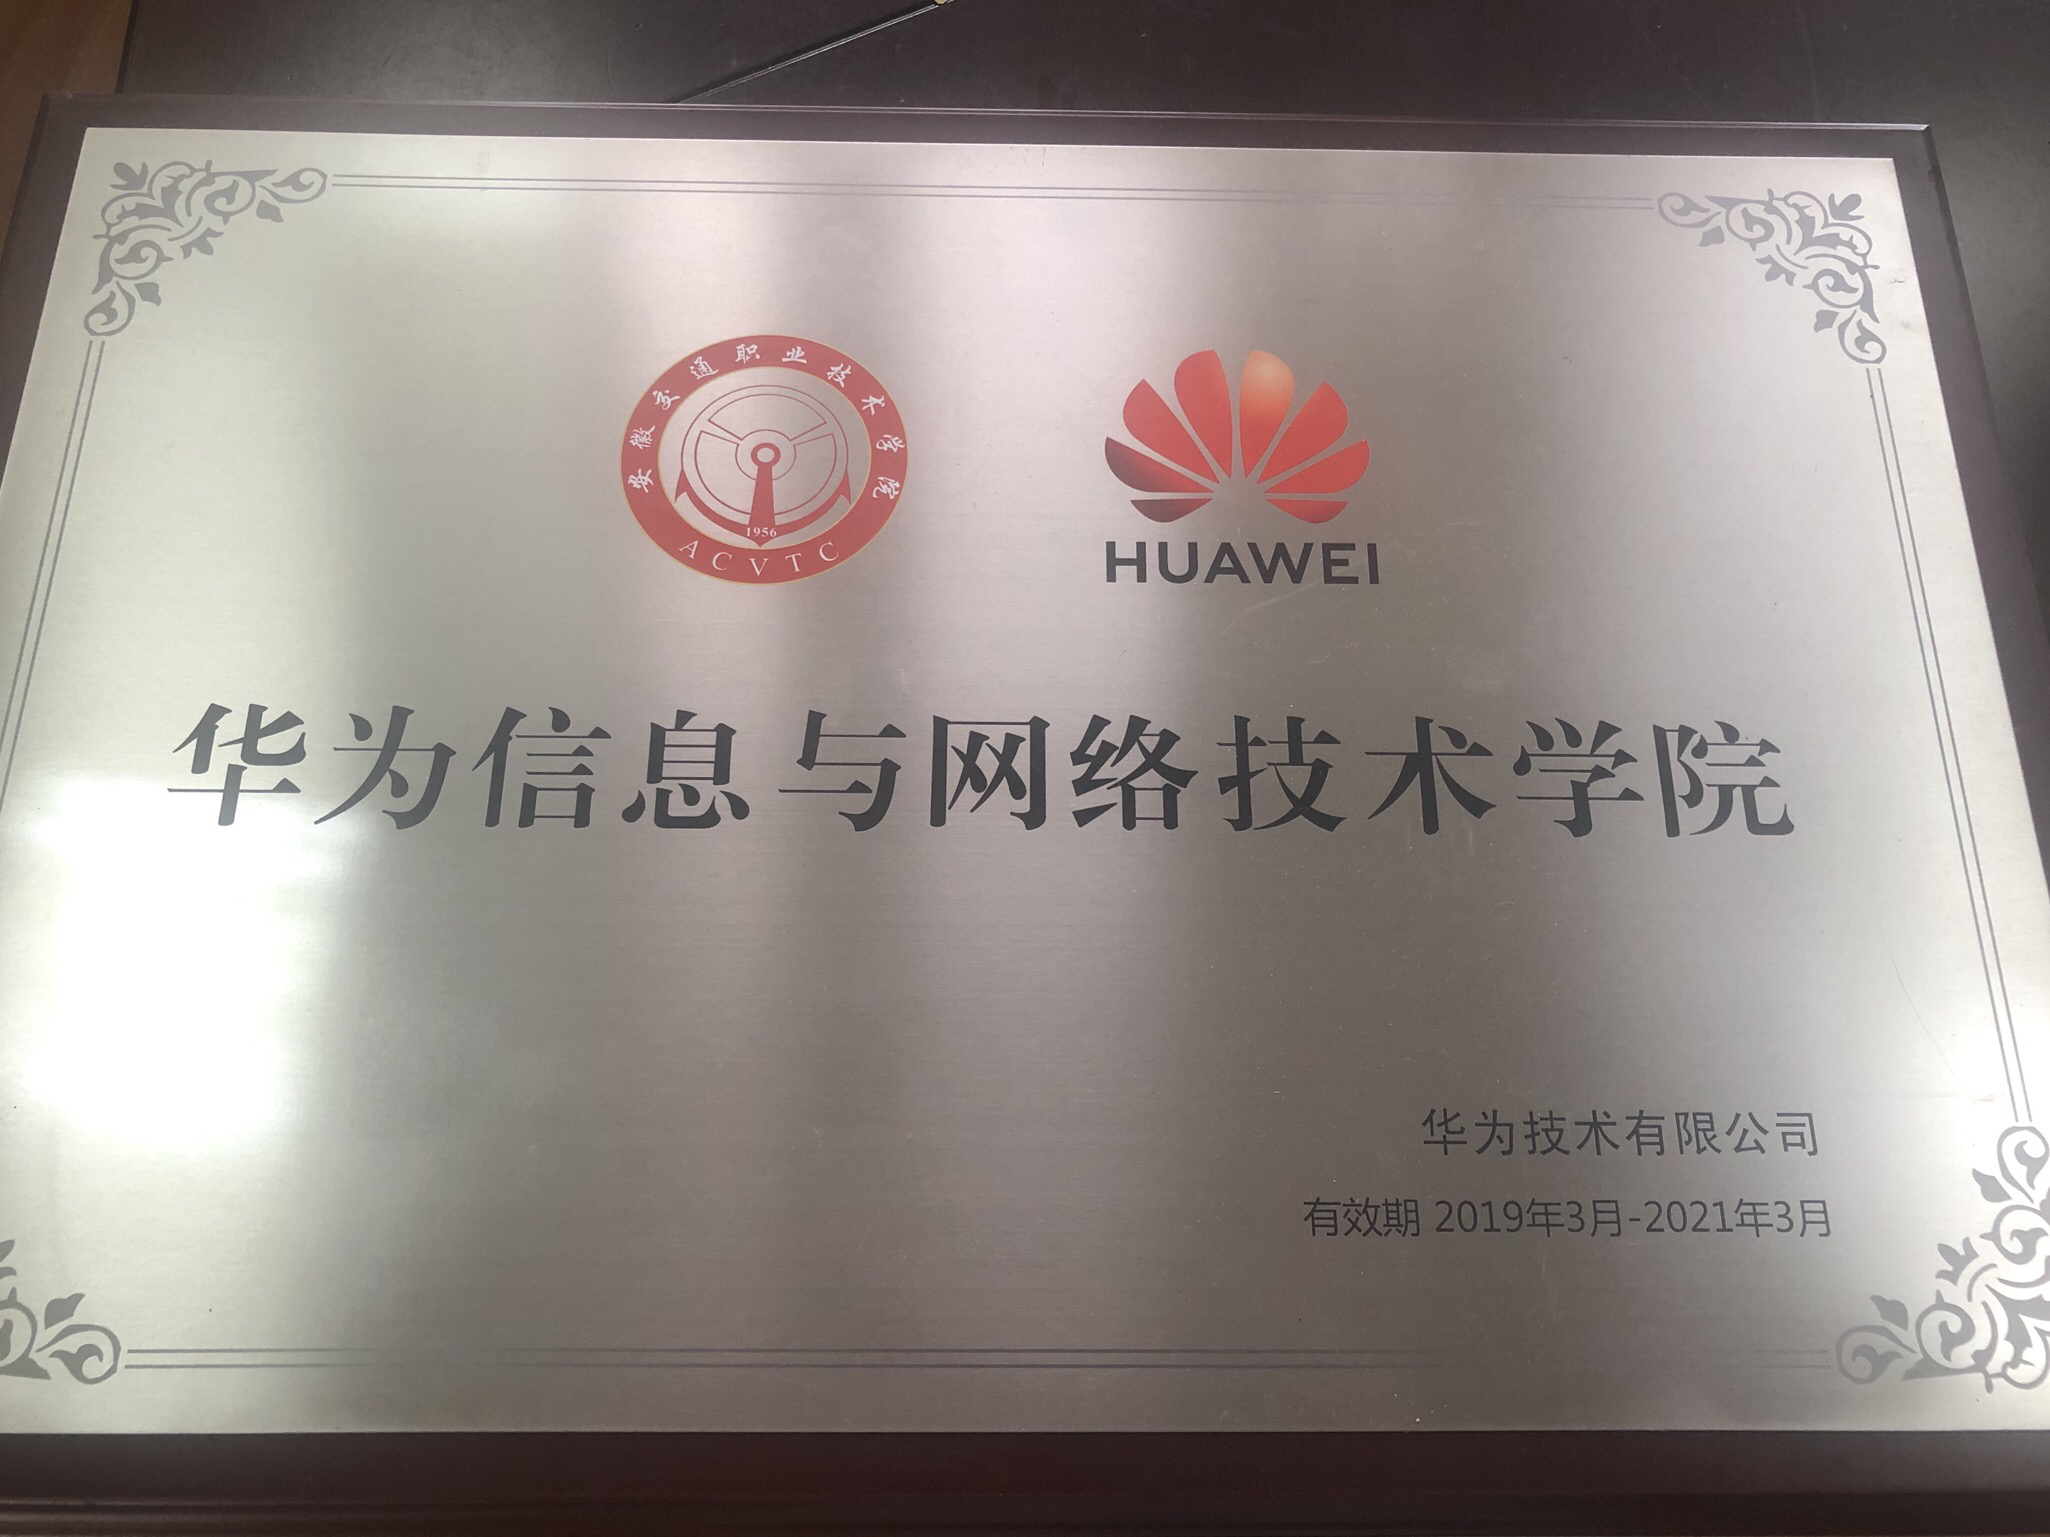 安徽交通职业技术学院
1956
ACVTC
HUAWEI
华为信息与网络技术学院
华为技术有限公司
有效期 2019年3月-2021年3月